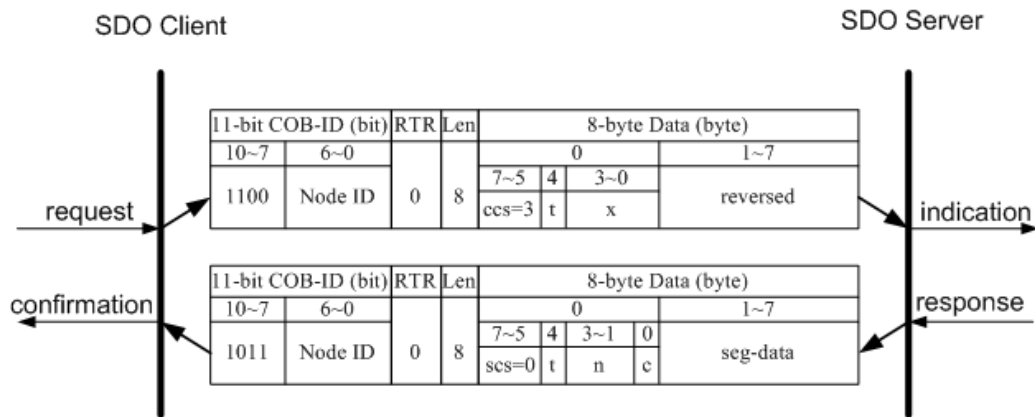 SDO Client
SDO Server
11-bit COB-ID (bit) RTR Len 8-byte Data (byte)
10~7 6~0 0 1~7
7~5 4 3~0
1100 Node ID 0 8 reversed
ccs=3 t x
request
indication
11-bit COB-ID (bit) RTR Len 8-byte Data (byte)
confirmation
response
10~7 6~0 0 1~7
7~5 4 3~1 0
1011 Node ID 0 8 seg-data
scs=0 t n c